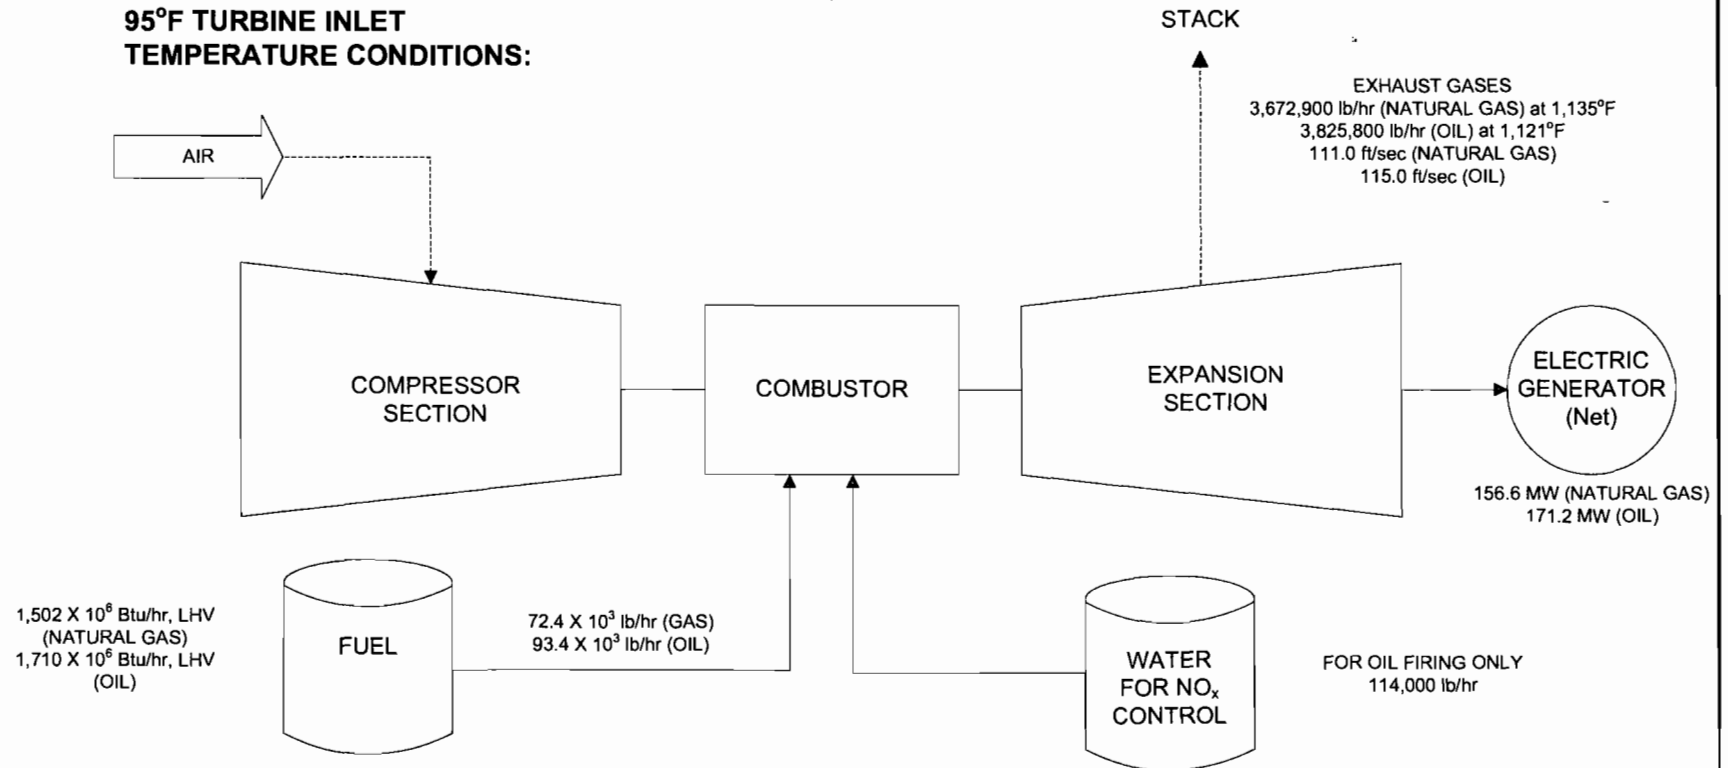 95°F TURBINE INLET
TEMPERATURE CONDITIONS:
STACK
EXHAUST GASES
3,672,900 lb/hr (NATURAL GAS) at 1,135°F
3,825,800 lb/hr (OIL) at 1,121°F
111.0 ft/sec (NATURAL GAS)
115.0 ft/sec (OIL)
AIR
COMPRESSOR
SECTION
COMBUSTOR
EXPANSION
SECTION
ELECTRIC
GENERATOR
(Net)
156.6 MW (NATURAL GAS)
171.2 MW (OIL)
1,502 X 10⁶ Btu/hr, LHV
(NATURAL GAS)
1,710 X 10⁶ Btu/hr, LHV
(OIL)
FUEL
72.4 X 10³ lb/hr (GAS)
93.4 X 10³ lb/hr (OIL)
WATER
FOR NOₓ
CONTROL
FOR OIL FIRING ONLY
114,000 lb/hr